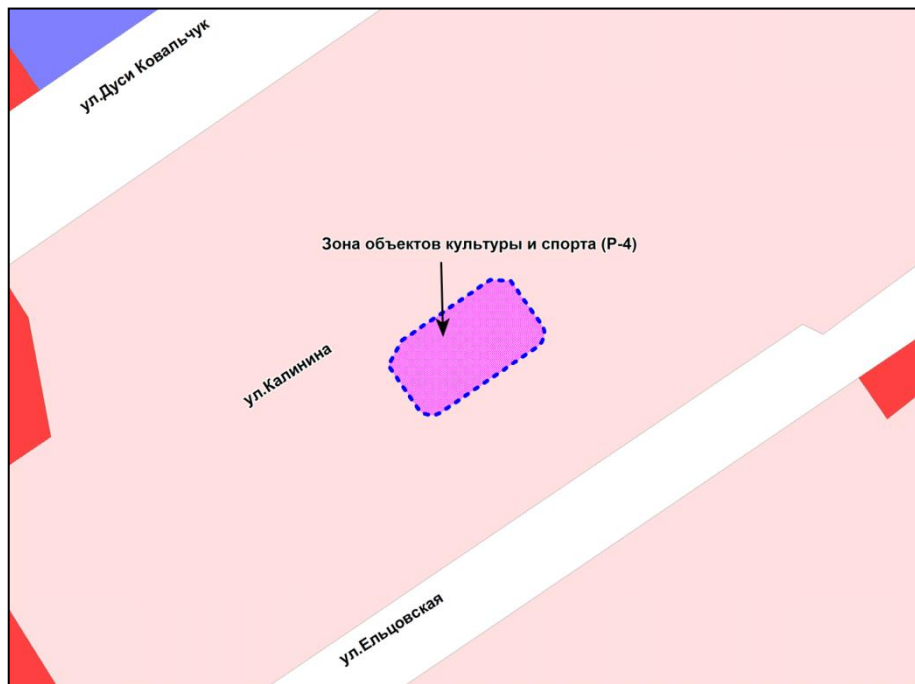 ул.Дуси Ковальчук
Зона объектов культуры и спорта (Р-4)
ул.Калинина
ул.Ельцовская